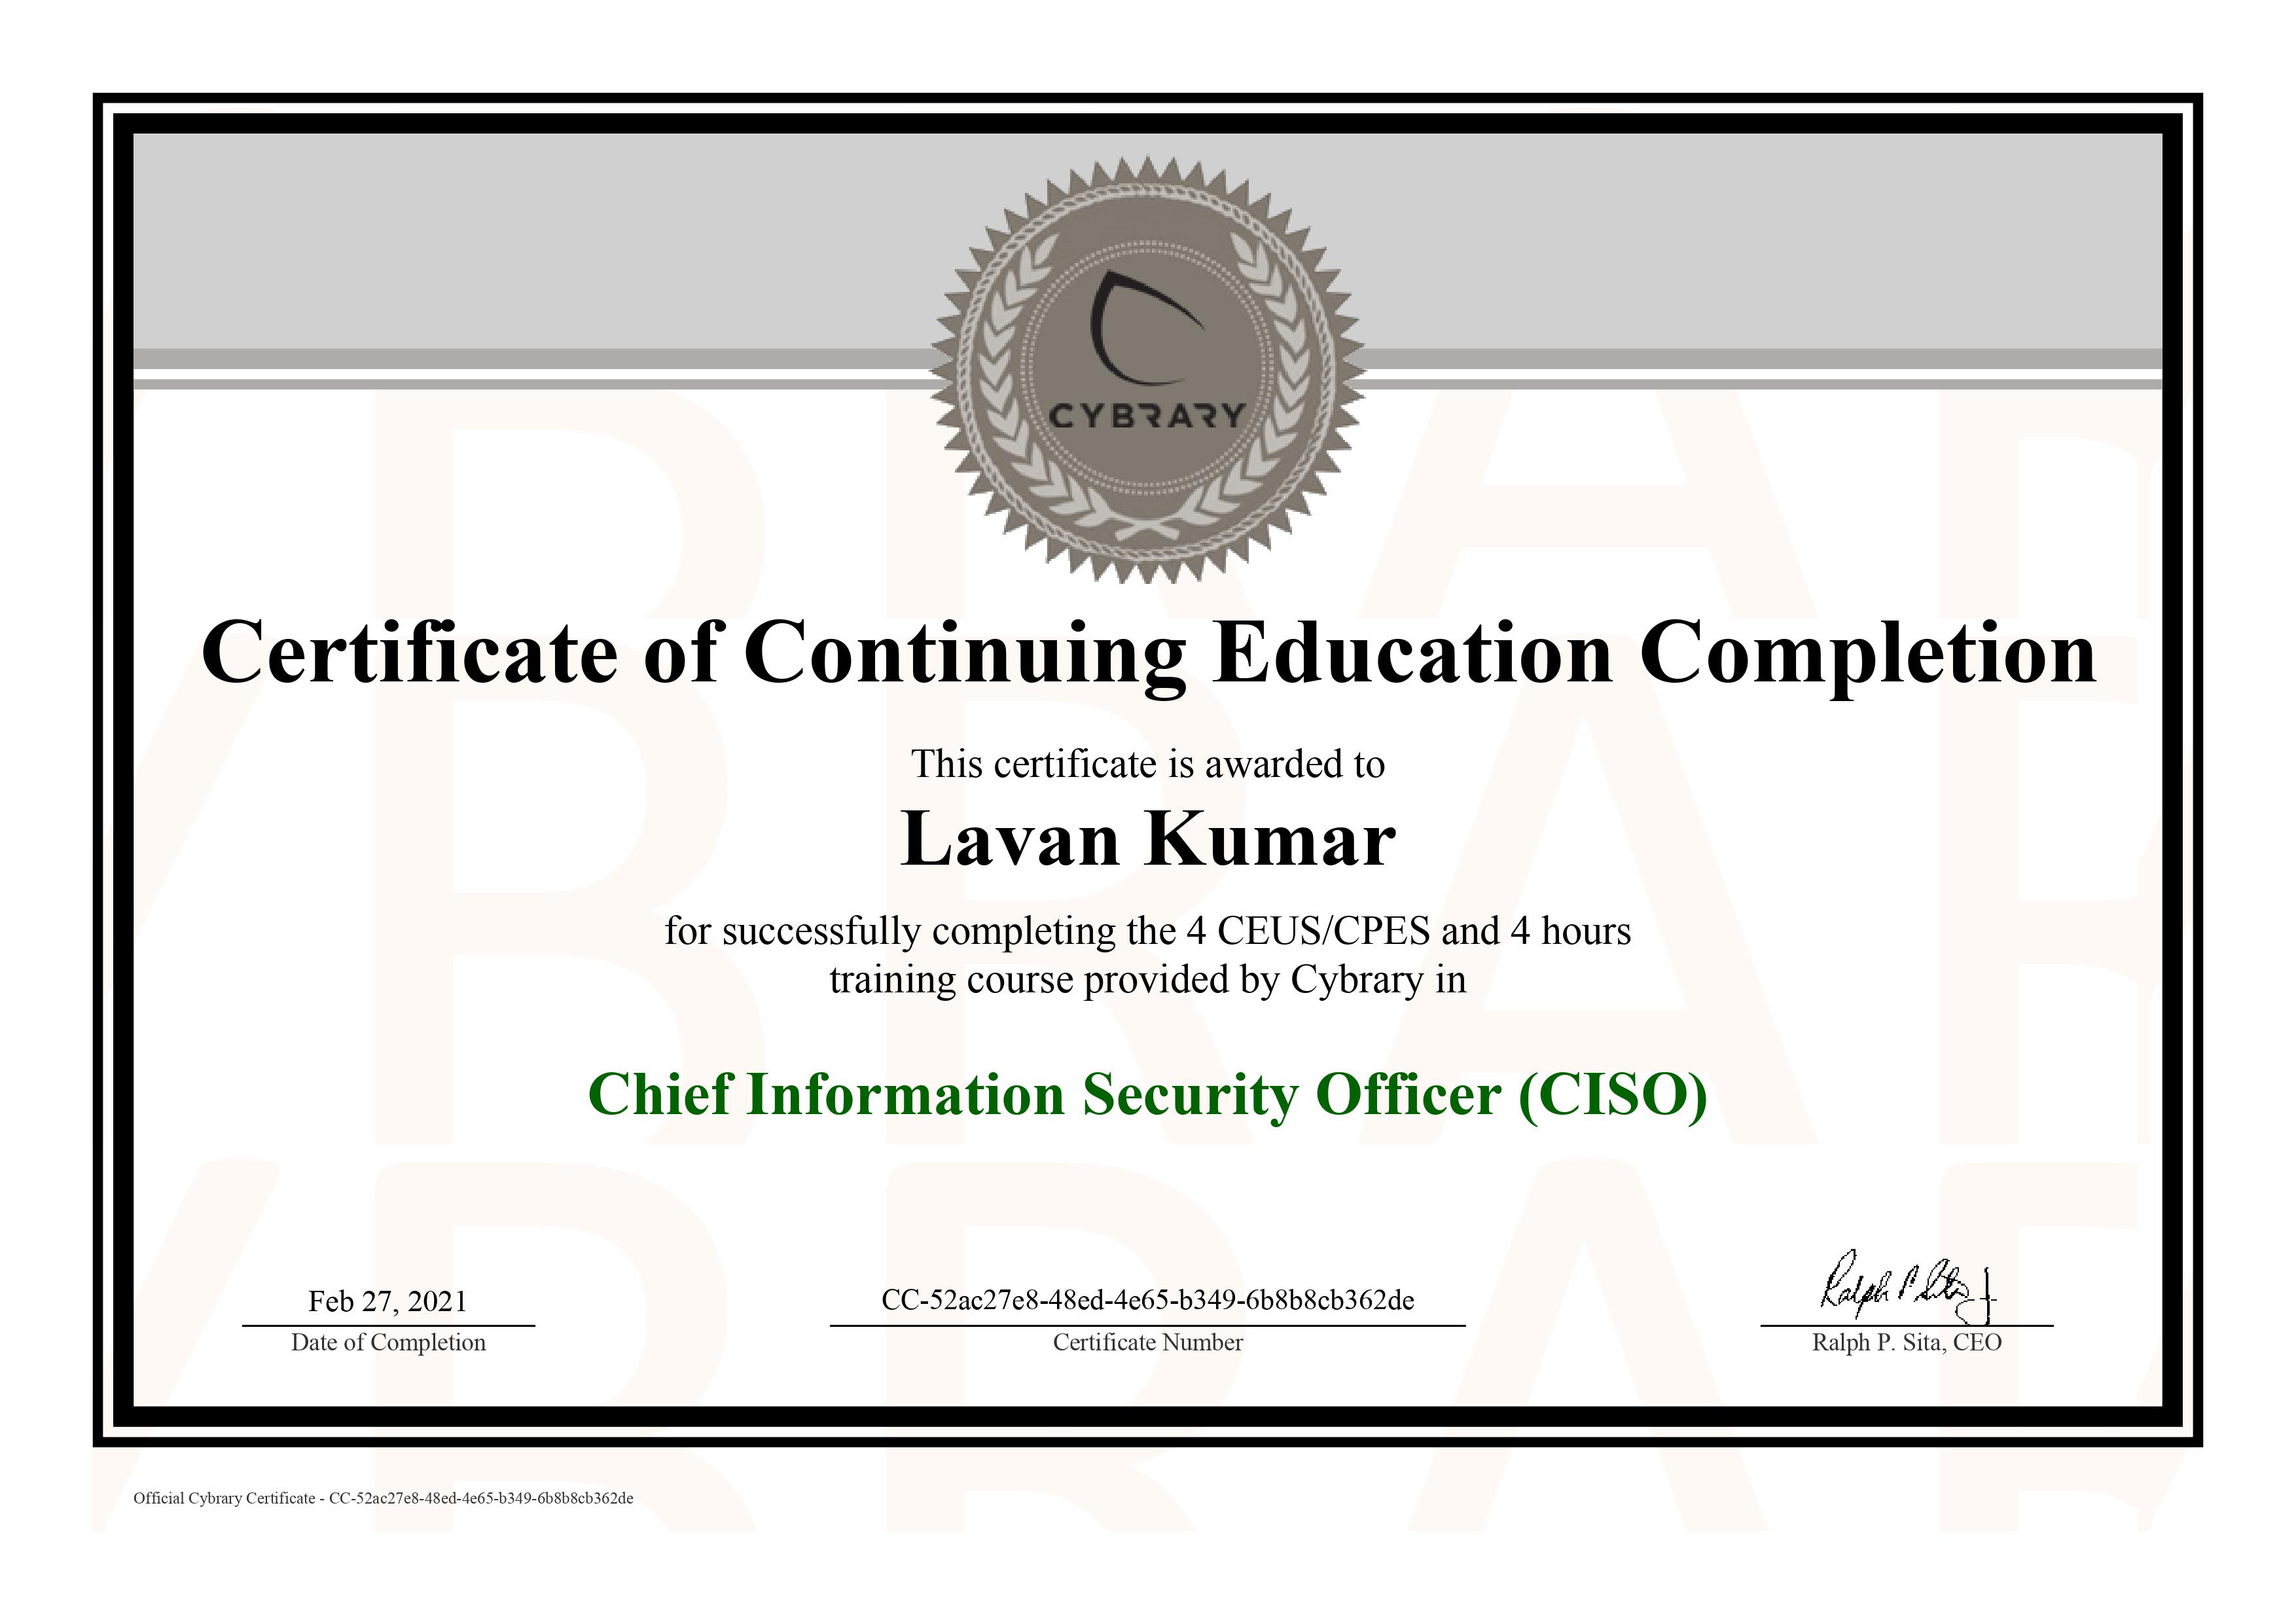 CYBRARY
Certificate of Continuing Education Completion
This certificate is awarded to
Lavan Kumar
for successfully completing the 4 CEUS/CPES and 4 hours
training course provided by Cybrary in
Chief Information Security Officer (CISO)
Feb 27, 2021
Date of Completion
CC-52ac27e8-48ed-4e65-b349-6b8b8cb362de
Certificate Number
Ralph P. Sita
Ralph P. Sita, CEO
Official Cybrary Certificate - CC-52ac27e8-48ed-4e65-b349-6b8b8cb362de